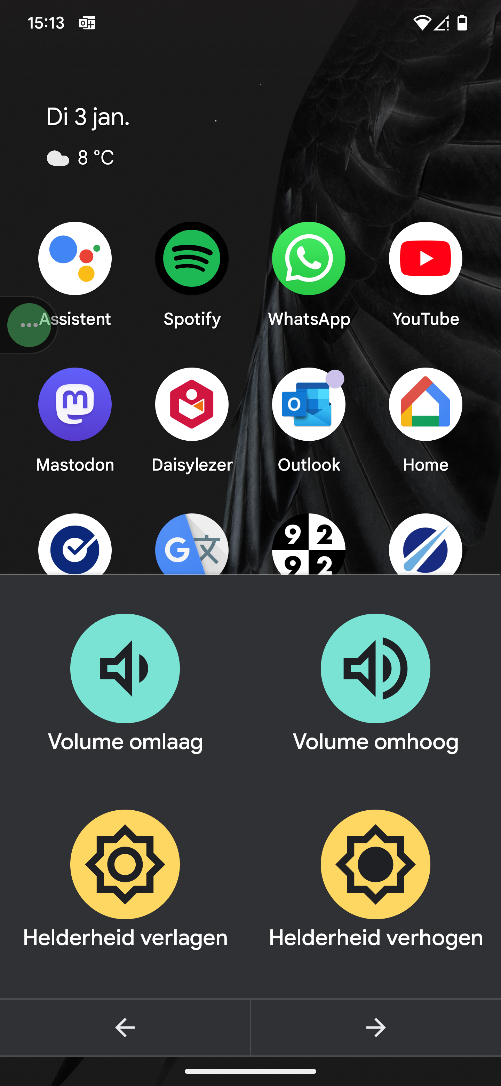 15:13
Di 3 jan.
8 °C
Assistent
Spotify
WhatsApp
YouTube
Mastodon
Daisylezer
Outlook
Home
G
9 2
9 2
Volume omlaag
Volume omhoog
Helderheid verlagen
Helderheid verhogen